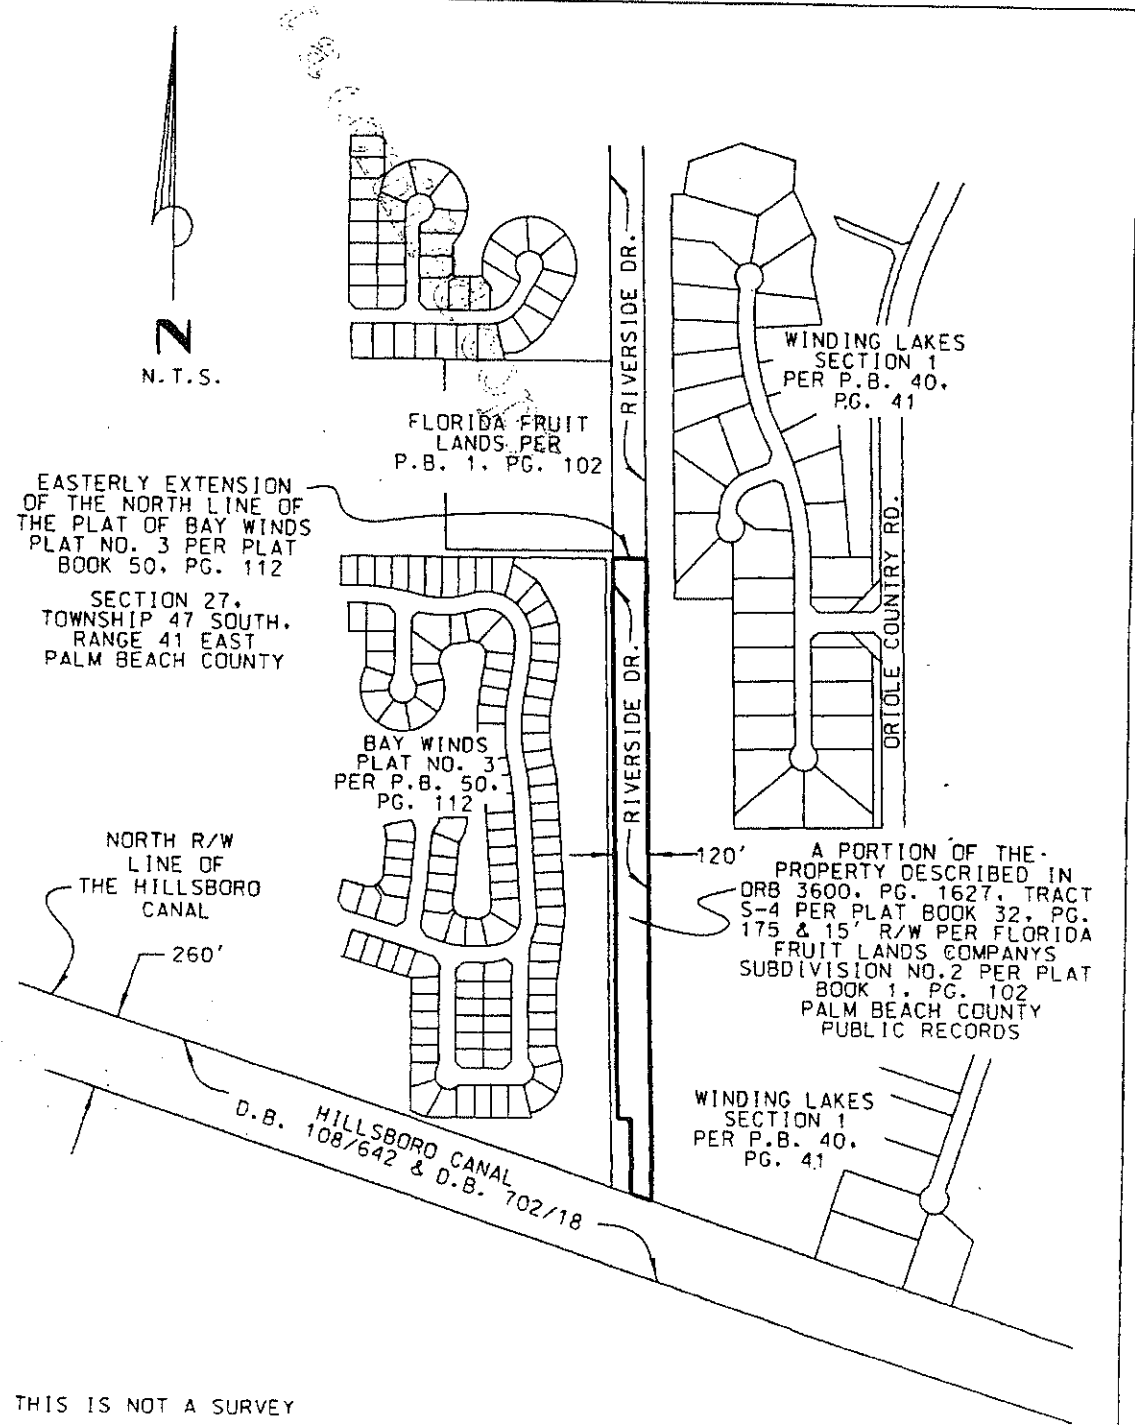 N
N.T.S.
RIVERSIDE DR.
WINDING LAKES
SECTION 1
PER P.B. 40,
PG. 41
FLORIDA FRUIT
LANDS PER
P.B. 1, PG. 102
EASTERLY EXTENSION
OF THE NORTH LINE OF
THE PLAT OF BAY WINDS
PLAT NO. 3 PER PLAT
BOOK 50, PG. 112
SECTION 27,
TOWNSHIP 47 SOUTH,
RANGE 41 EAST
PALM BEACH COUNTY
ORIOLE COUNTRY RD.
RIVERSIDE DR.
BAY WINDS
PLAT NO. 3
PER P.B. 50,
PG. 112
NORTH R/W
LINE OF
THE HILLSBORO
CANAL
260'
120'
A PORTION OF THE
PROPERTY DESCRIBED IN
ORB 3600, PG. 1627, TRACT
S-4 PER PLAT BOOK 32, PG.
175 & 15' R/W PER FLORIDA
FRUIT LANDS COMPANYS
SUBDIVISION NO.2 PER PLAT
BOOK 1, PG. 102
PALM BEACH COUNTY
PUBLIC RECORDS
WINDING LAKES
SECTION 1
PER P.B. 40,
PG. 41
HILLSBORO CANAL
D.B. 108/642 & D.B. 702/18
THIS IS NOT A SURVEY